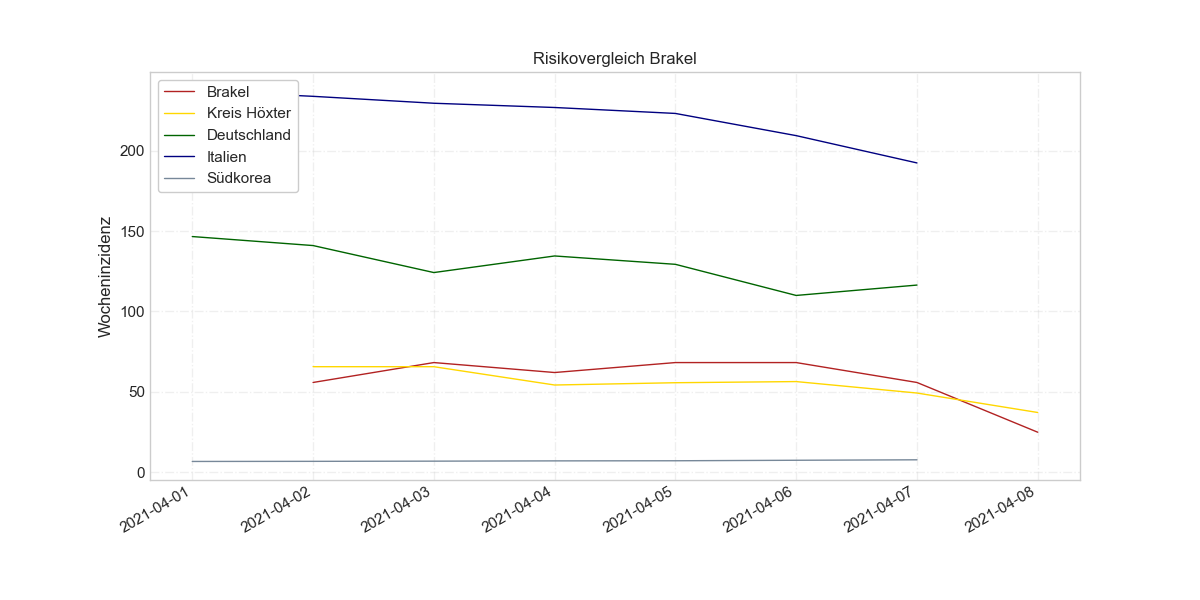 Risikovergleich Brakel
Brakel
Kreis Höxter
Deutschland
Italien
Südkorea
Wocheninzidenz
200
150
100
50
0
2021-04-01
2021-04-02
2021-04-03
2021-04-04
2021-04-05
2021-04-06
2021-04-07
2021-04-08